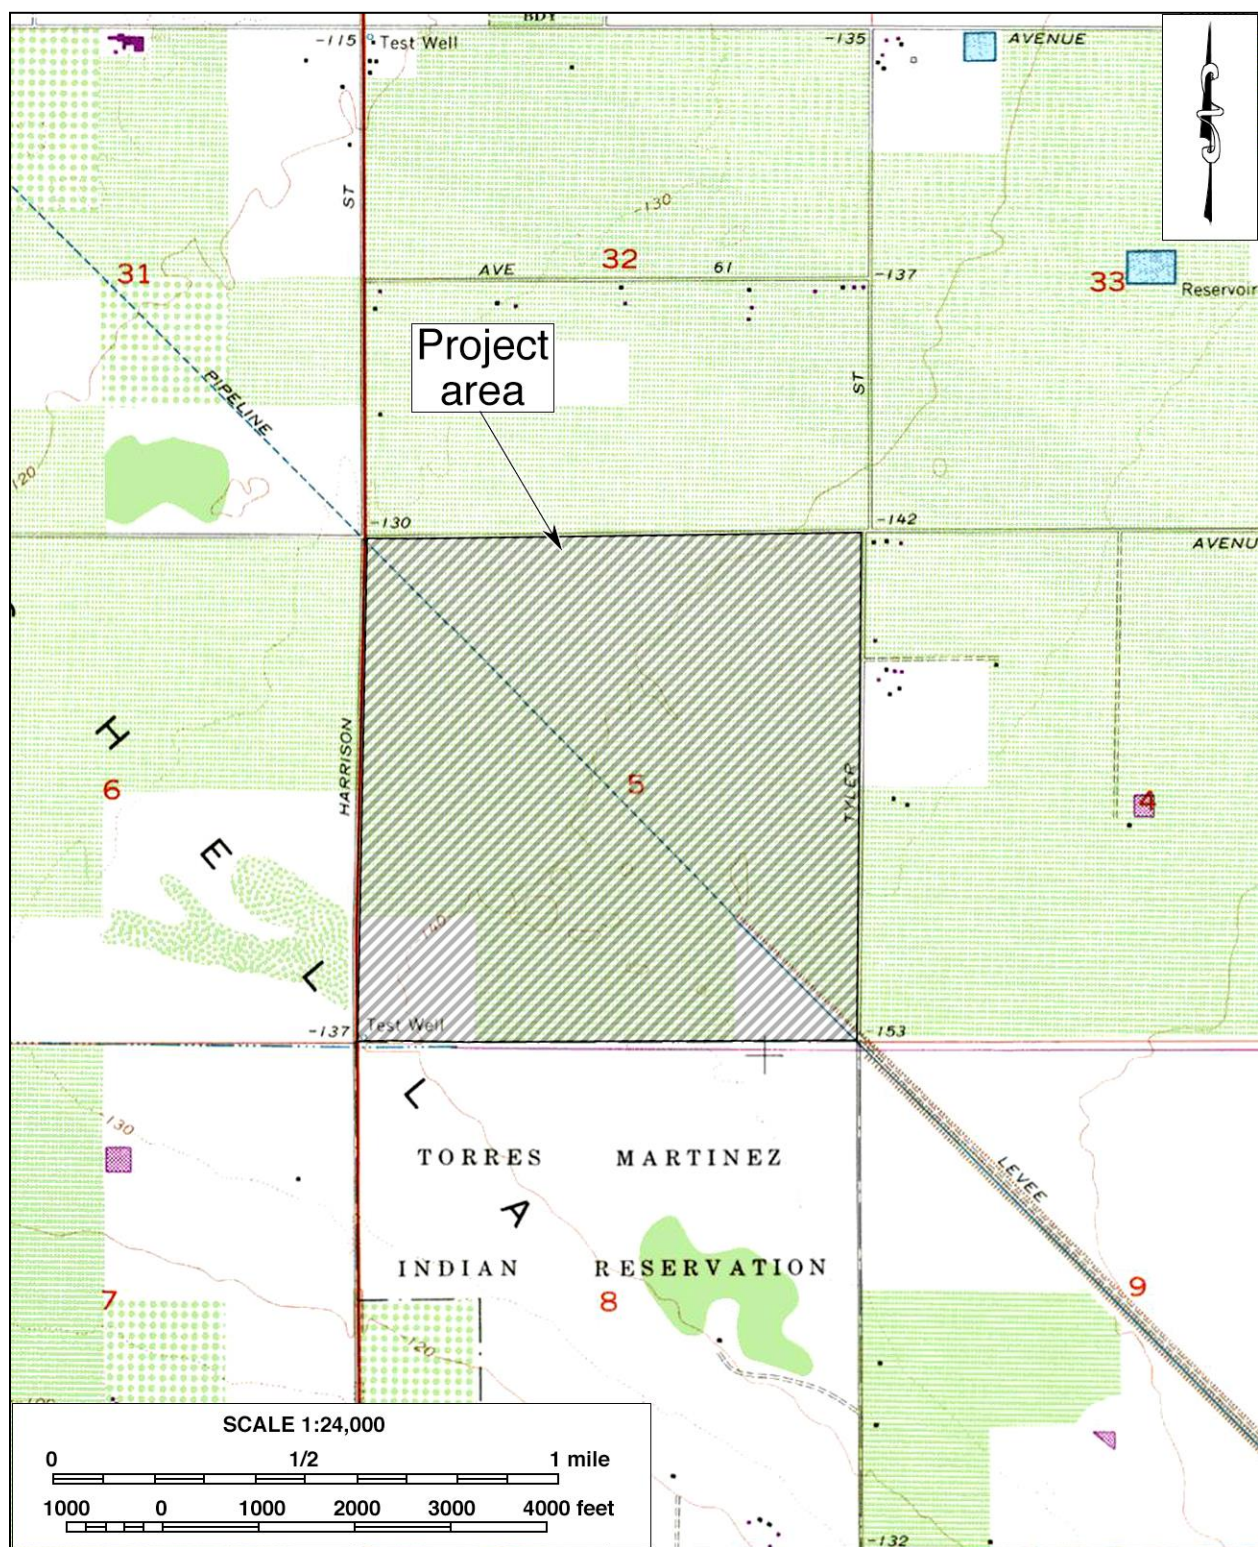 BDY
-115
Test Well
-135
AVENUE
ST
-130
31
AVE
61
32
-137
33
Reservoir
Project
area
ST
PIPELINE
120
-130
-142
AVENU
H
HARRISON
6
5
TYLER
4
E
140
L
-137
Test Well
-153
L
-130
TORRES MARTINEZ
LEVEE
A
INDIAN RESERVATION
7
8
9
-120
SCALE 1:24,000
0 1/2 1 mile
1000 0 1000 2000 3000 4000 feet
-132